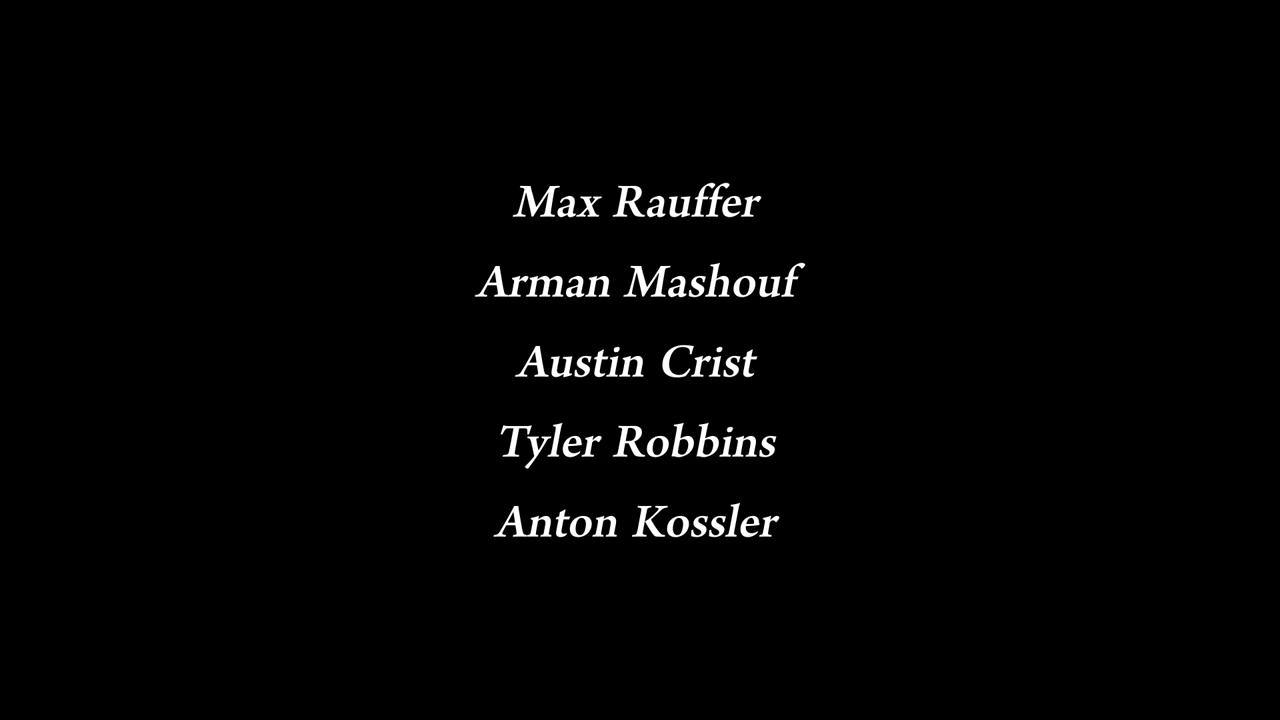 Max Rauffer
Arman Mashouf
Austin Crist
Tyler Robbins
Anton Kossler